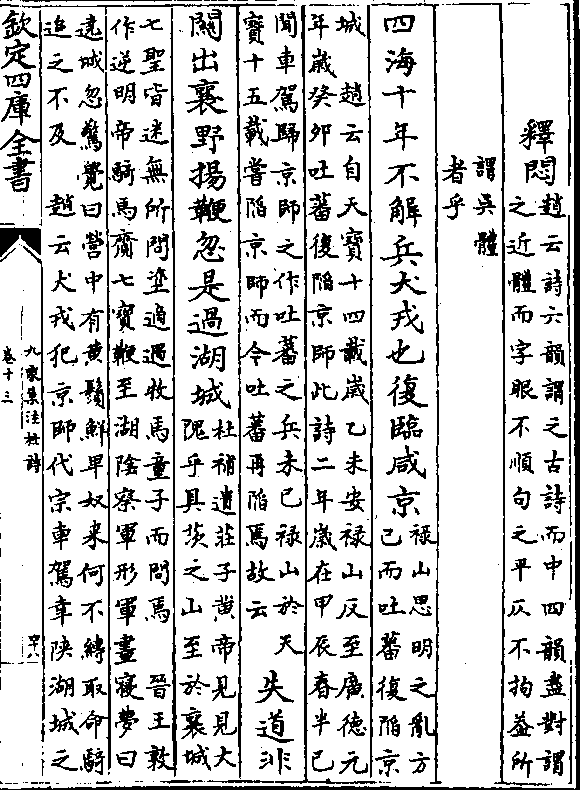 釋悶
趙云詩六韻謂之古詩而中四韻盡對謂
之近體而字眼不順句之平仄不拘葢所
謂吳體
者乎
四海十年不解兵犬戎也復臨咸京
祿山思明之亂方
已而吐蕃復陷京
城　趙云自天寶十四載歲乙未安祿山反至廣德元
年歲癸卯吐蕃復陷京師此詩二年歲在甲辰春半已
聞車駕歸京師之作吐蕃之兵未已祿山於天
寶十五載嘗陷京師而令吐蕃再陷焉故云
失道非
關出襄野揚鞭忽是過湖城
杜補遺莊子黄帝見見大
隗乎具茨之山至於襄城
七聖皆迷無所問塗適遇牧馬童子而問焉　晉王敦
作逆明帝騎馬齎七寶鞭至湖陰察軍形軍晝寢夢曰
遶城忽驚覺曰營中有黄鬚鮮卑奴来何不縛取命騎
追之不及　趙云犬戎犯京師代宗車駕幸陜湖城之
欽定四庫全書
九家集注杜詩
卷十三